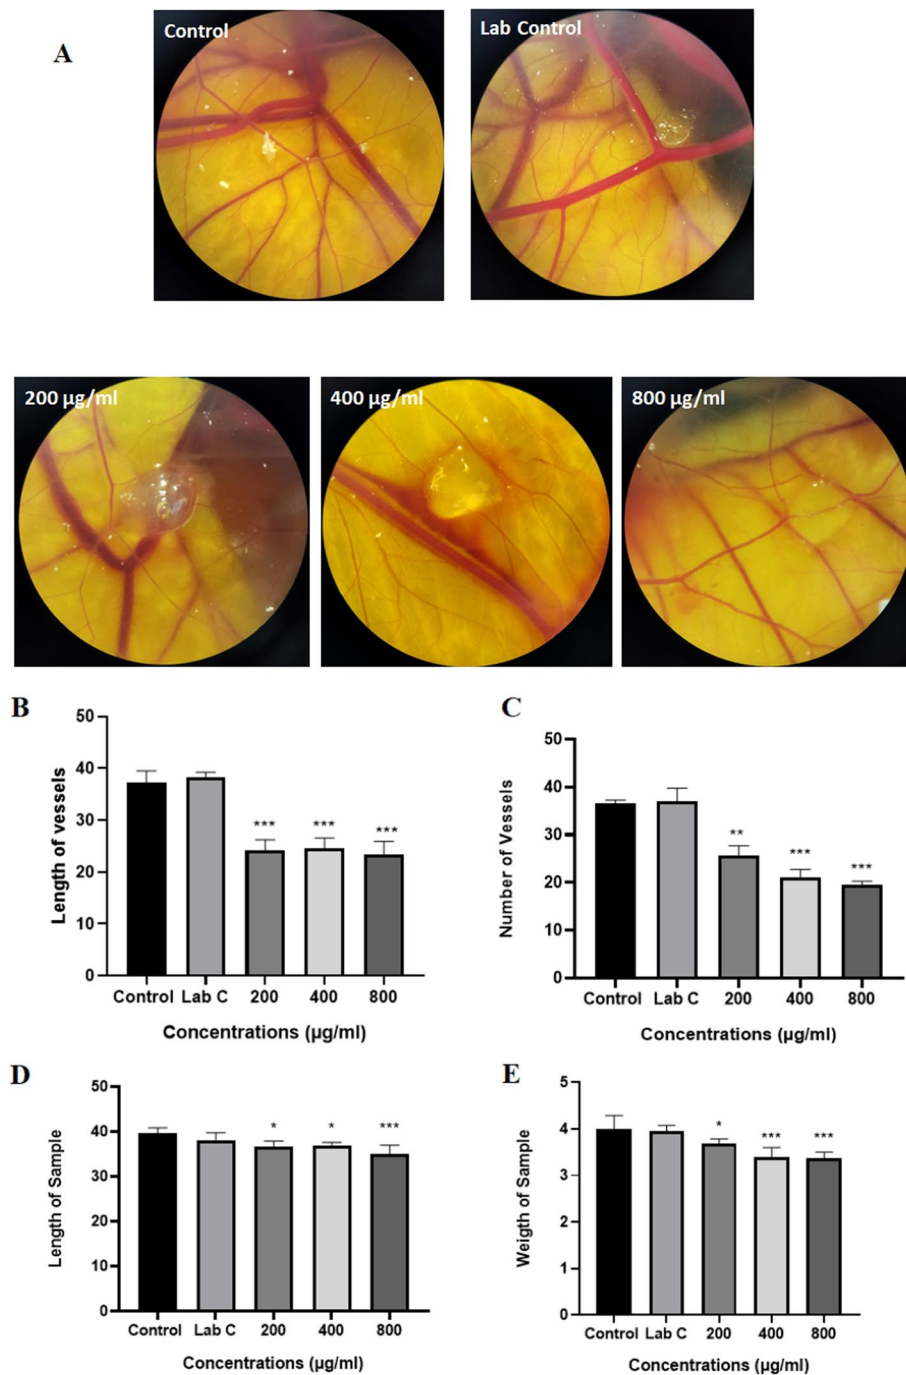 A
Control
Lab Control
200 µg/ml
400 µg/ml
800 µg/ml
B
Length of vessels
50
40
30
20
10
0
***
***
***
Control Lab C 200 400 800
Concentrations (µg/ml)
C
Number of Vessels
50
40
30
20
10
0
**
***
***
Control Lab C 200 400 800
Concentrations (µg/ml)
D
Length of Sample
50
40
30
20
10
0
*
*
***
Control Lab C 200 400 800
Concentrations (µg/ml)
E
Weigth of Sample
5
4
3
2
1
0
*
***
***
Control Lab C 200 400 800
Concentrations (µg/ml)